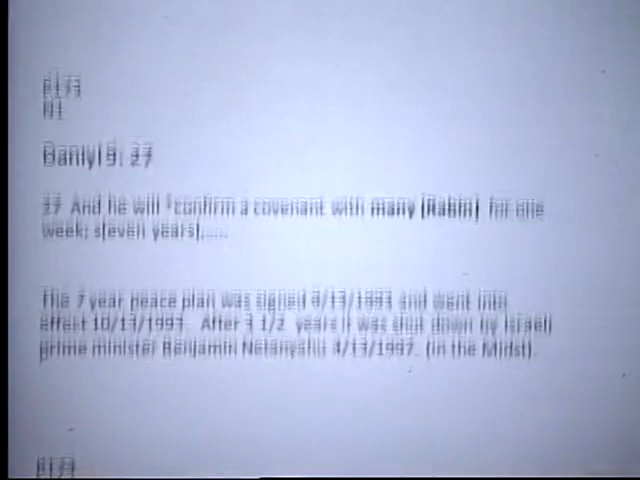 Daniyl 9: 27
27 And he will confirm a covenant with many (Rabin) for one
week; s(even years).....
The 7 year peace plan was signed 9/13/1993 and went into
effect 10/13/1993. After 3 1/2 years it was shut down by Israeli
prime minister Benjamin Netanyahu 4/13/1997. (in the Midst).